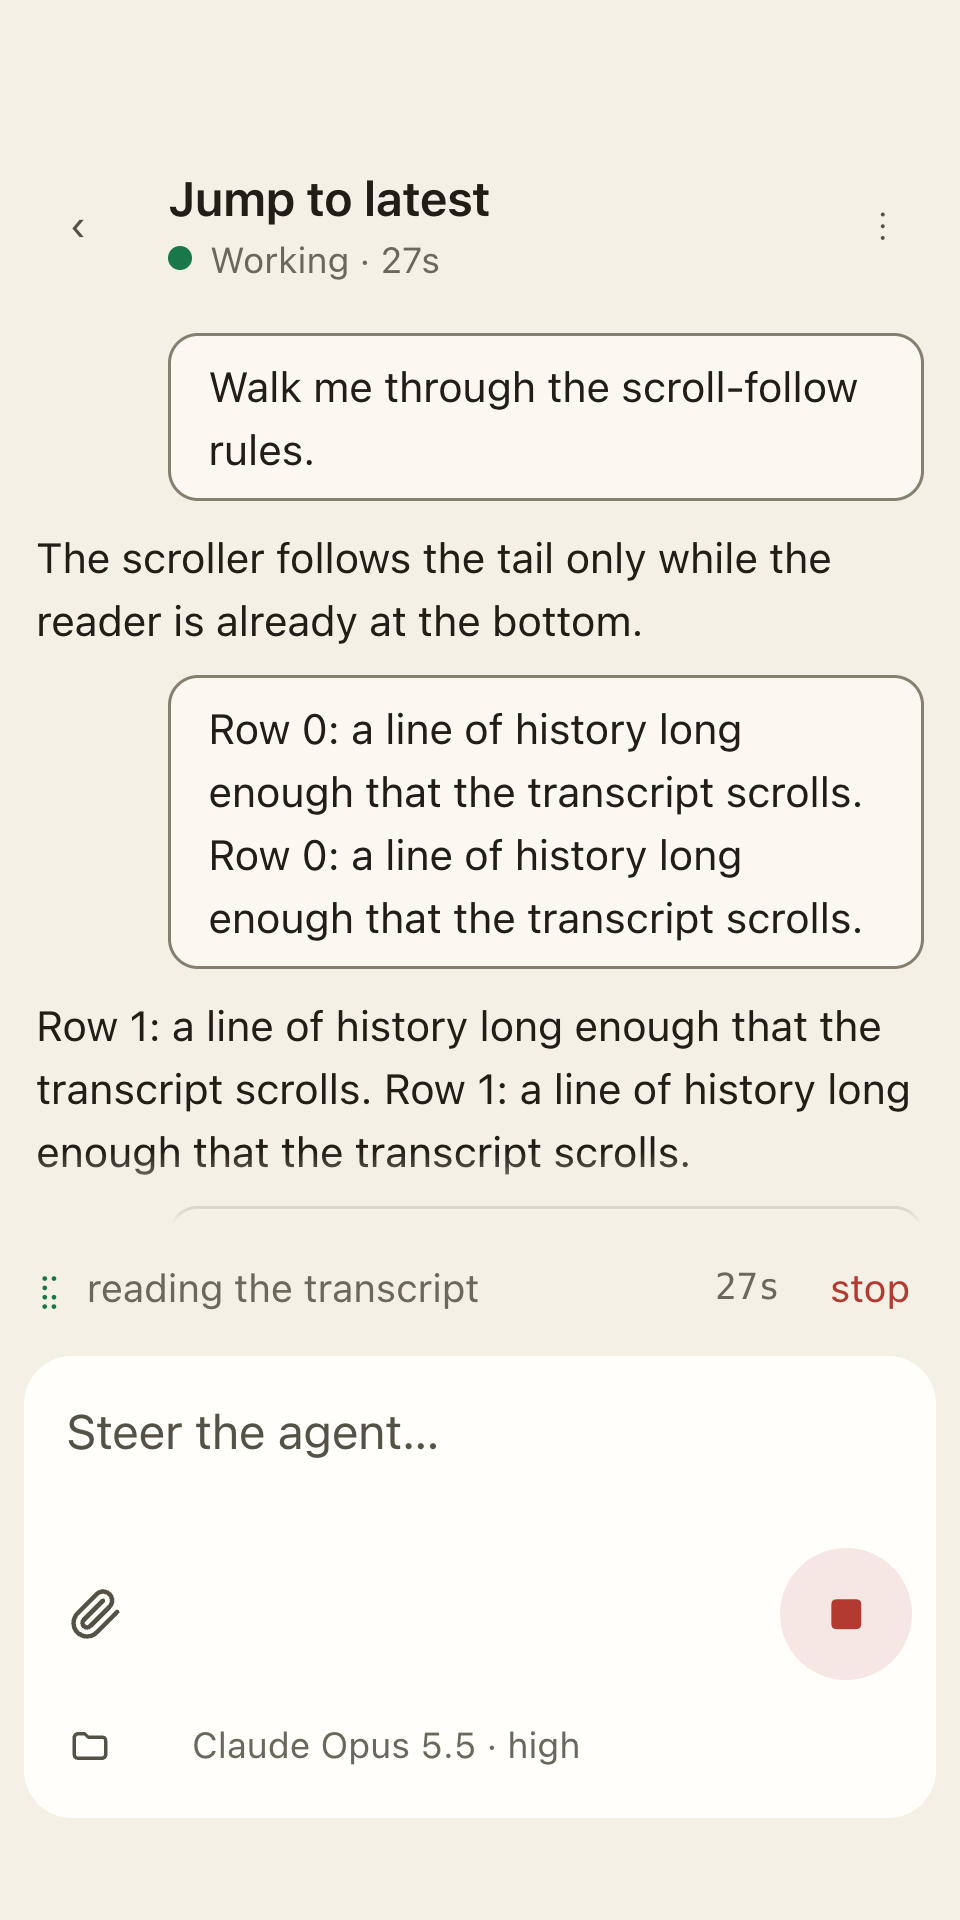 Jump to latest
Working · 27s
Walk me through the scroll-follow
rules.
The scroller follows the tail only while the
reader is already at the bottom.
Row 0: a line of history long
enough that the transcript scrolls.
Row 0: a line of history long
enough that the transcript scrolls.
Row 1: a line of history long enough that the
transcript scrolls. Row 1: a line of history long
enough that the transcript scrolls.
reading the transcript 27s stop
Steer the agent...
Claude Opus 5.5 · high